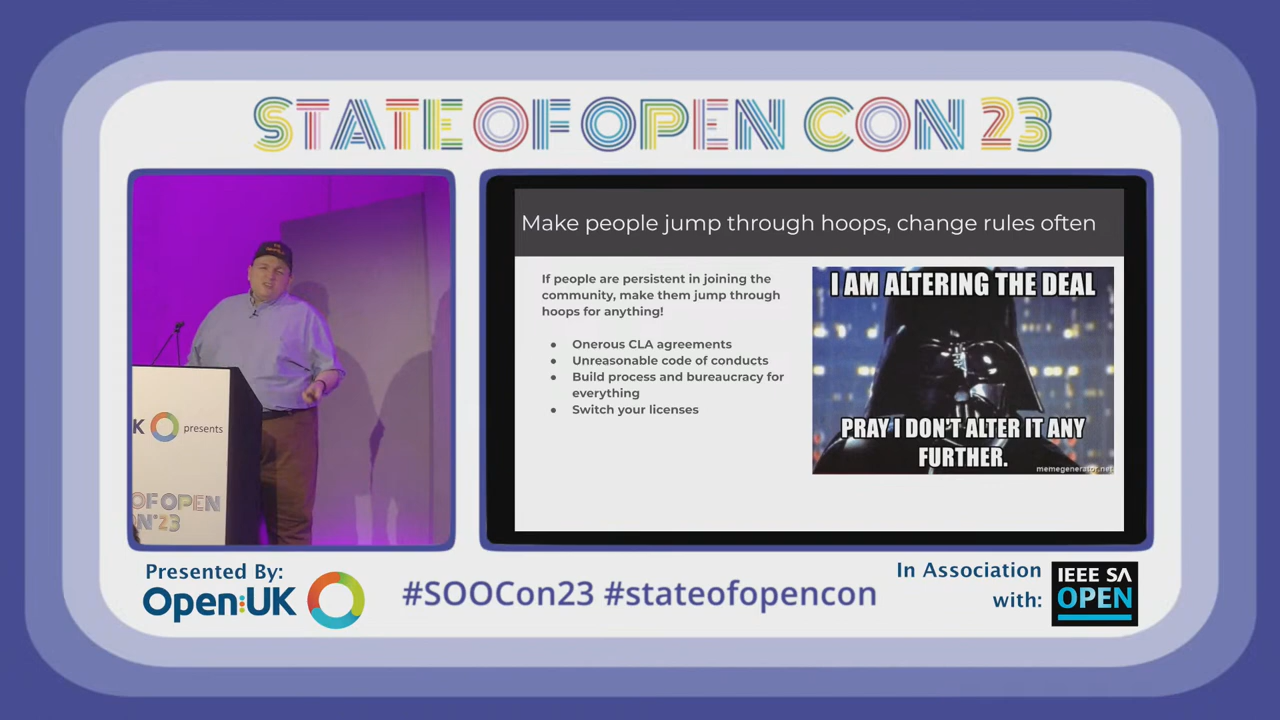 STATE OF OPEN CON 23
K presents
OF OPEN
N'23
Make people jump through hoops, change rules often
If people are persistent in joining the
community, make them jump through
hoops for anything!
● Onerous CLA agreements
● Unreasonable code of conducts
● Build process and bureaucracy for
everything
● Switch your licenses
I AM ALTERING THE DEAL
PRAY I DON'T ALTER IT ANY
FURTHER.
memegenerator.net
Presented By:
Open:UK
#SOOCon23 #stateofopencon
In Association
with:
IEEE SA
OPEN